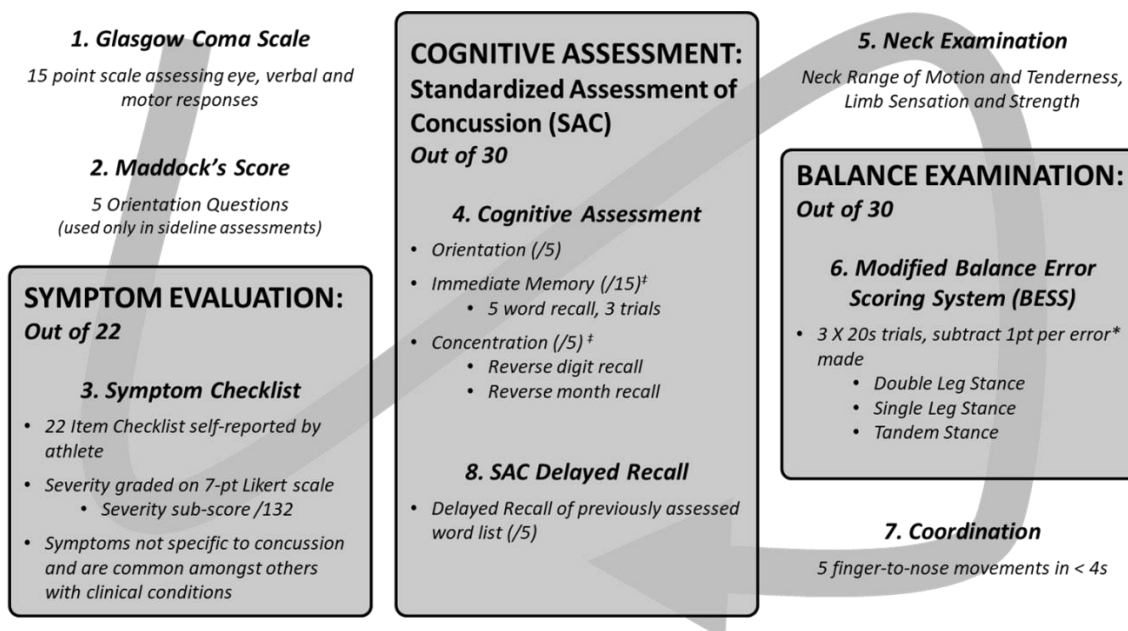 1. Glasgow Coma Scale
15 point scale assessing eye, verbal and
motor responses
2. Maddock's Score
5 Orientation Questions
(used only in sideline assessments)
SYMPTOM EVALUATION:
Out of 22
3. Symptom Checklist
• 22 Item Checklist self-reported by
athlete
• Severity graded on 7-pt Likert scale
• Severity sub-score /132
• Symptoms not specific to concussion
and are common amongst others
with clinical conditions
COGNITIVE ASSESSMENT:
Standardized Assessment of
Concussion (SAC)
Out of 30
4. Cognitive Assessment
• Orientation (/5)
• Immediate Memory (/15)‡
• 5 word recall, 3 trials
• Concentration (/5) ‡
• Reverse digit recall
• Reverse month recall
8. SAC Delayed Recall
• Delayed Recall of previously assessed
word list (/5)
5. Neck Examination
Neck Range of Motion and Tenderness,
Limb Sensation and Strength
BALANCE EXAMINATION:
Out of 30
6. Modified Balance Error
Scoring System (BESS)
• 3 X 20s trials, subtract 1pt per error*
made
• Double Leg Stance
• Single Leg Stance
• Tandem Stance
7. Coordination
5 finger-to-nose movements in < 4s